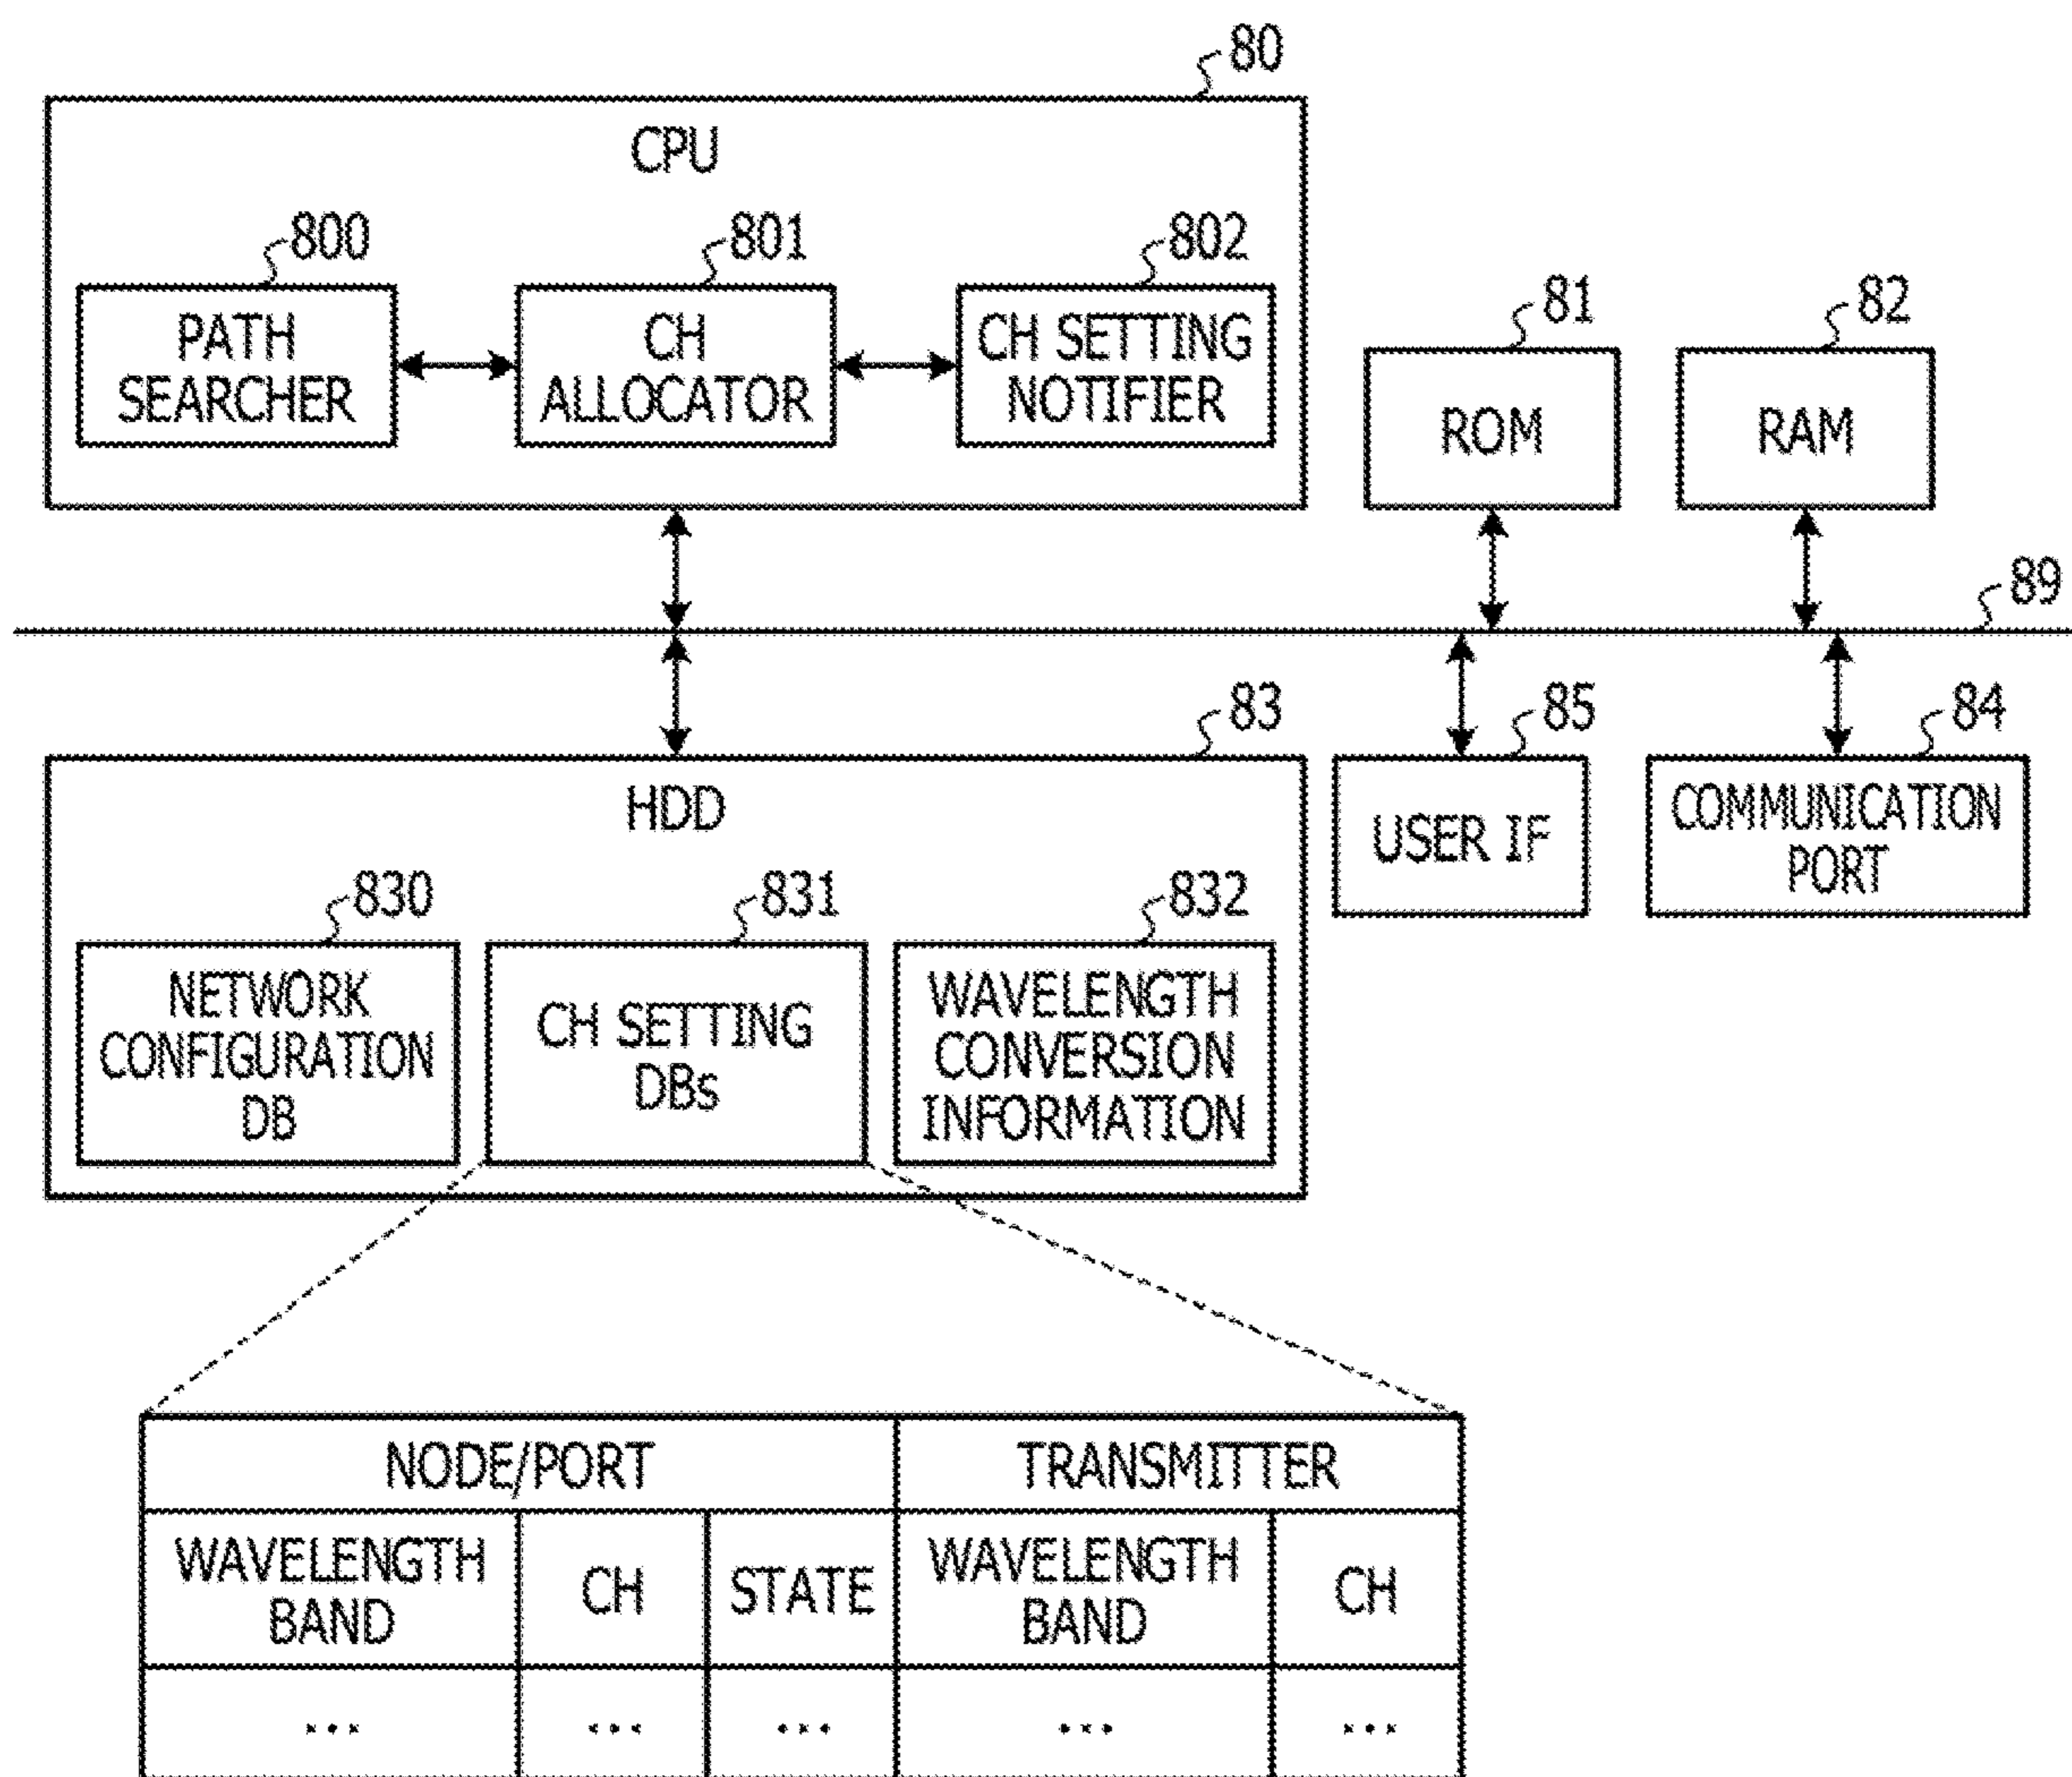 80
CPU
800
801
802
PATH
SEARCHER
CH
ALLOCATOR
CH SETTING
NOTIFIER
81
ROM
82
RAM
89
83
HDD
830
831
832
NETWORK
CONFIGURATION
DB
CH SETTING
DBs
WAVELENGTH
CONVERSION
INFORMATION
85
USER IF
84
COMMUNICATION
PORT
NODE/PORT
TRANSMITTER
WAVELENGTH
BAND
CH
STATE
WAVELENGTH
BAND
CH
...
...
...
...
...